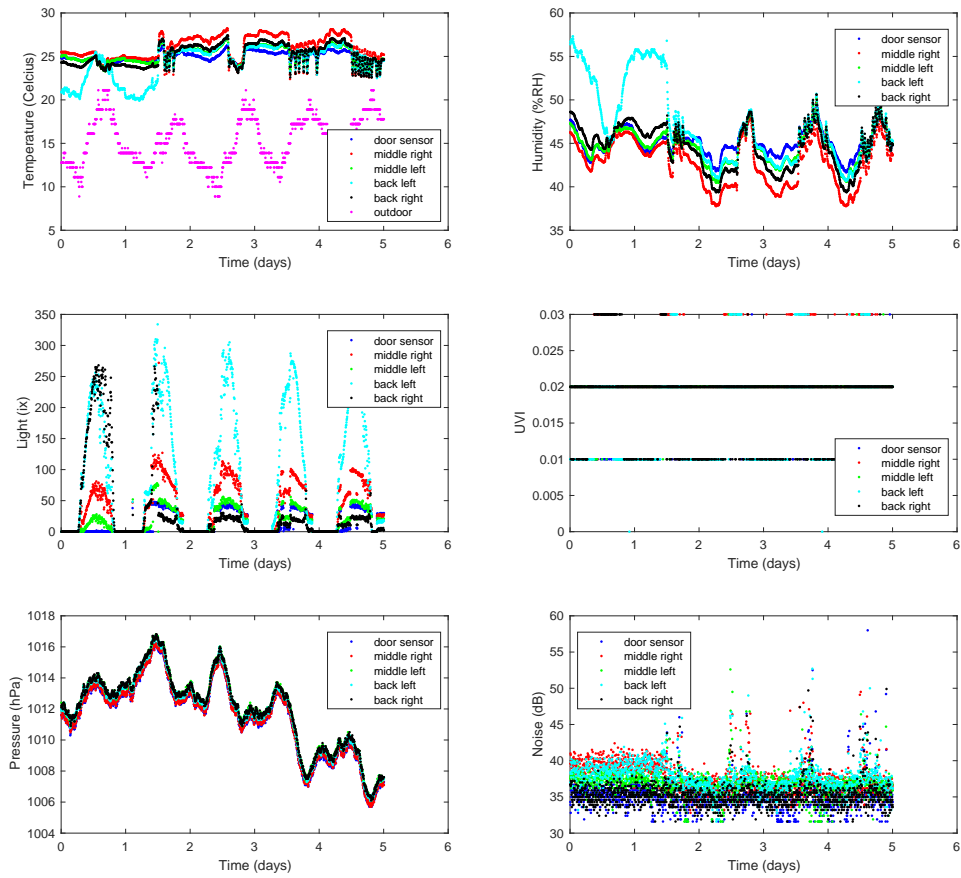 30
25
20
15
10
5
Temperature (Celcius)
door sensor
middle right
middle left
back left
back right
outdoor
0 1 2 3 4 5 6
Time (days)
60
55
50
45
40
35
Humidity (%RH)
door sensor
middle right
middle left
back left
back right
0 1 2 3 4 5 6
Time (days)
350
300
250
200
150
100
50
0
Light (lx)
door sensor
middle right
middle left
back left
back right
0 1 2 3 4 5 6
Time (days)
0.03
0.025
0.02
0.015
0.01
0.005
0
UVI
door sensor
middle right
middle left
back left
back right
0 1 2 3 4 5 6
Time (days)
1018
1016
1014
1012
1010
1008
1006
1004
Pressure (hPa)
door sensor
middle right
middle left
back left
back right
0 1 2 3 4 5 6
Time (days)
60
55
50
45
40
35
30
Noise (dB)
door sensor
middle right
middle left
back left
back right
0 1 2 3 4 5 6
Time (days)